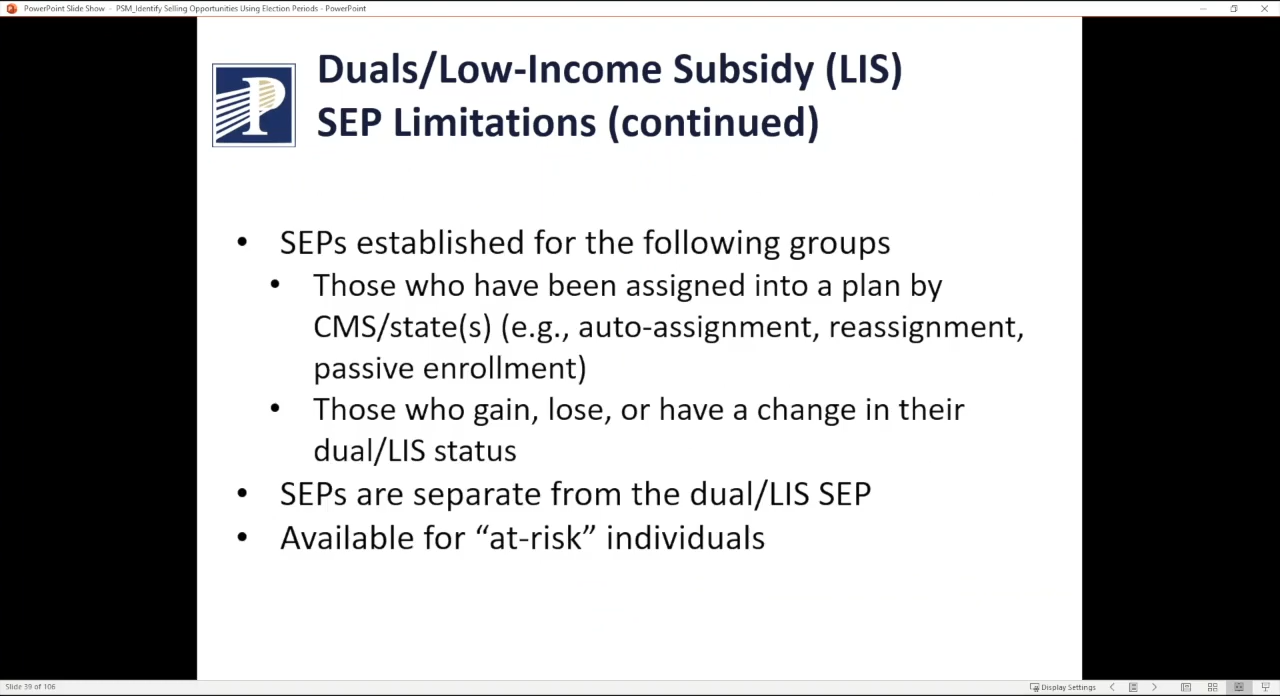 PowerPoint Slide Show - PSM_Identify Selling Opportunities Using Election Periods - PowerPoint
Duals/Low-Income Subsidy (LIS)
SEP Limitations (continued)
P
• SEPs established for the following groups
• Those who have been assigned into a plan by
CMS/state(s) (e.g., auto-assignment, reassignment,
passive enrollment)
• Those who gain, lose, or have a change in their
dual/LIS status
• SEPs are separate from the dual/LIS SEP
• Available for “at-risk” individuals
Slide 39 of 106
Display Settings